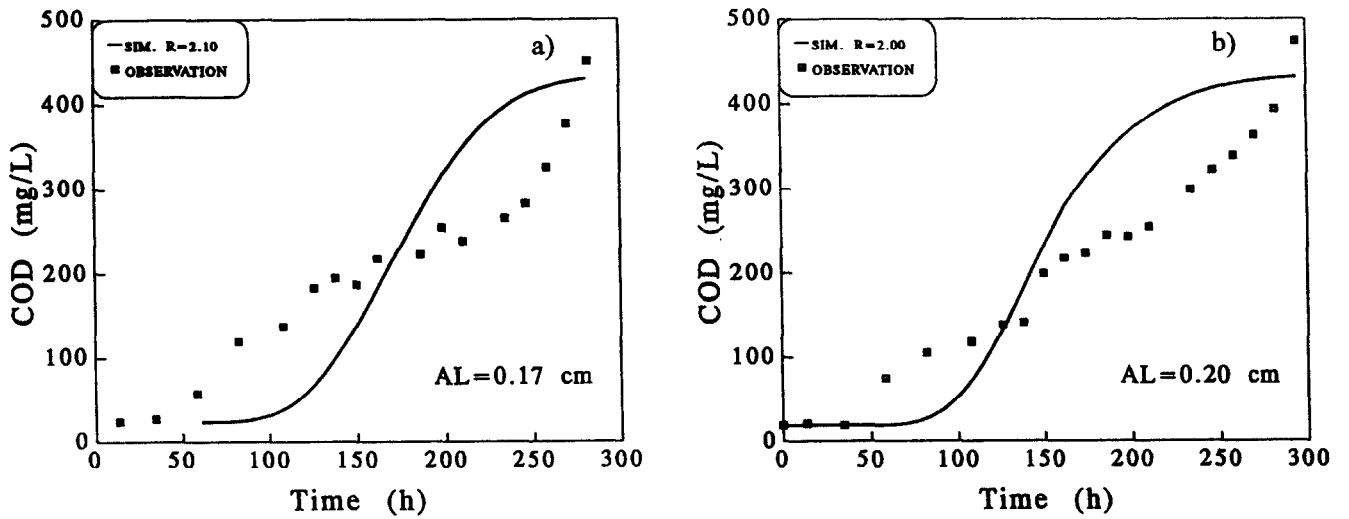 500
400
300
200
100
0
COD (mg/L)
SIM. R=2.10
OBSERVATION
a)
AL=0.17 cm
0 50 100 150 200 250 300
Time (h)
500
400
300
200
100
0
COD (mg/L)
SIM. R=2.00
OBSERVATION
b)
AL=0.20 cm
0 50 100 150 200 250 300
Time (h)